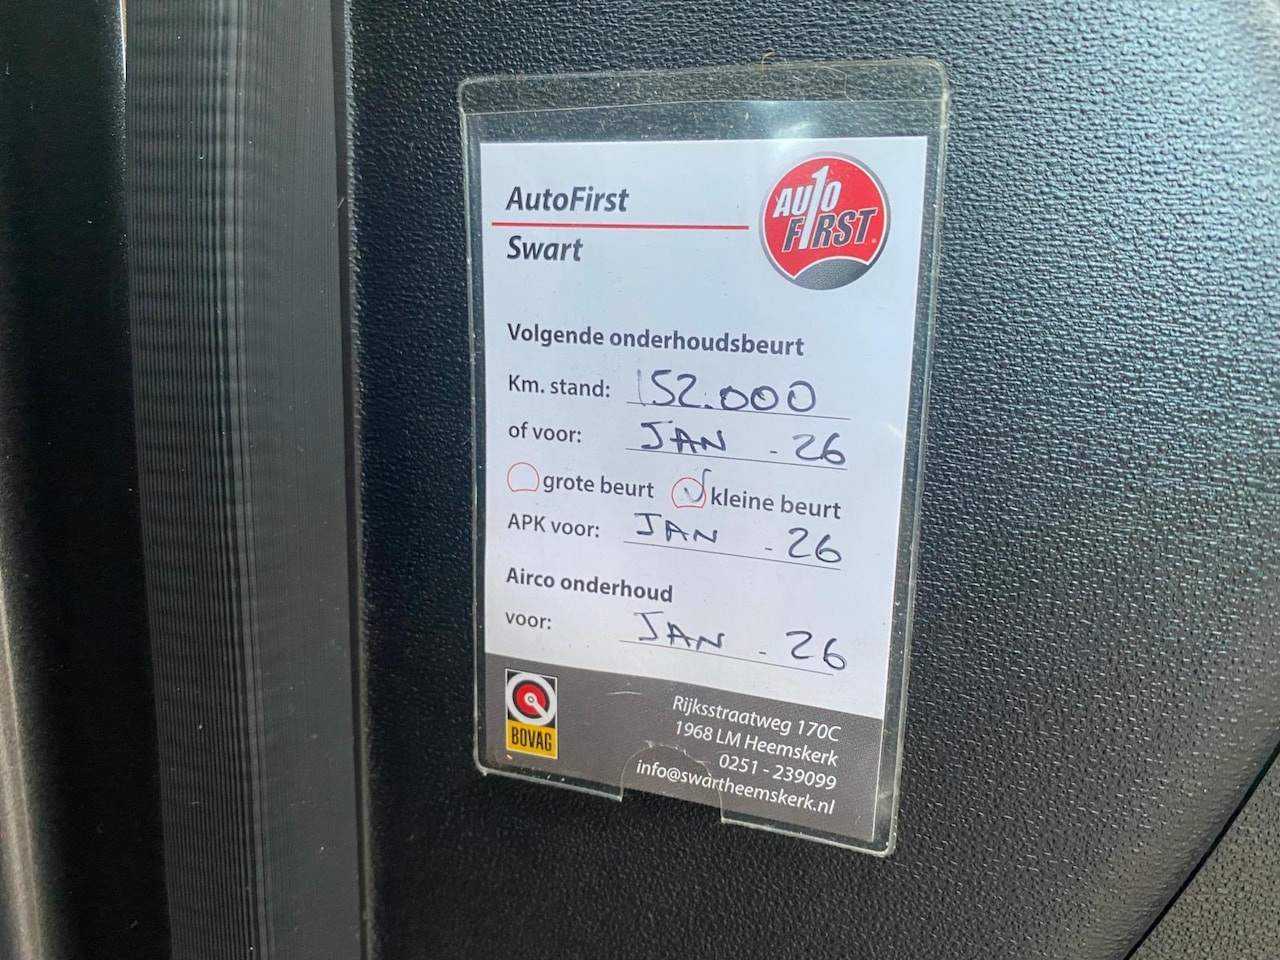 AutoFirst
Swart
AUTO
FIRST
Volgende onderhoudsbeurt
Km. stand: 152.000
of voor: JAN - 26
grote beurt kleine beurt
APK voor: JAN - 26
Airco onderhoud
voor: JAN - 26
BOVAG
Rijksstraatweg 170C
1968 LM Heemskerk
0251 - 239099
info@swartheemskerk.nl